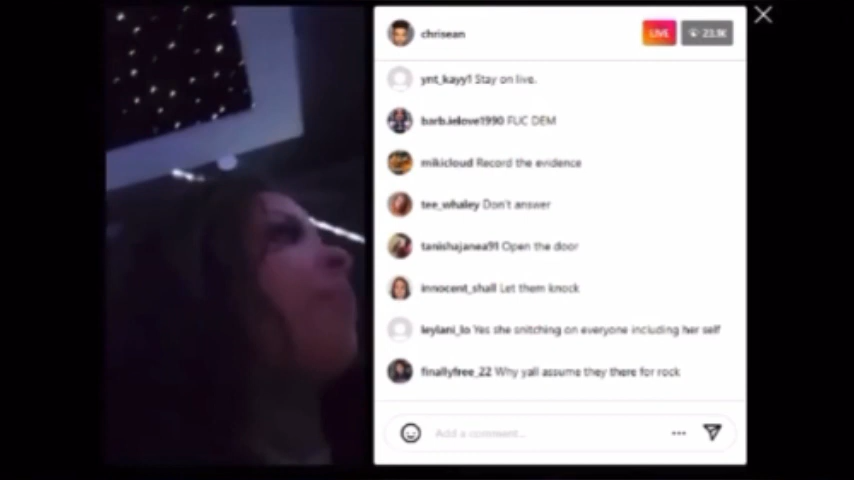 chrisean
LIVE 23.1K
ynt_kayy1 Stay on live.
barb.ielove1990 FUC DEM
mikicloud Record the evidence
tee_whaley Don't answer
tanishajanea91 Open the door
innocent_shall Let them knock
leylani_lo Yes she snitching on everyone including her self
finallyfree_22 Why yall assume they there for rock
Add a comment...